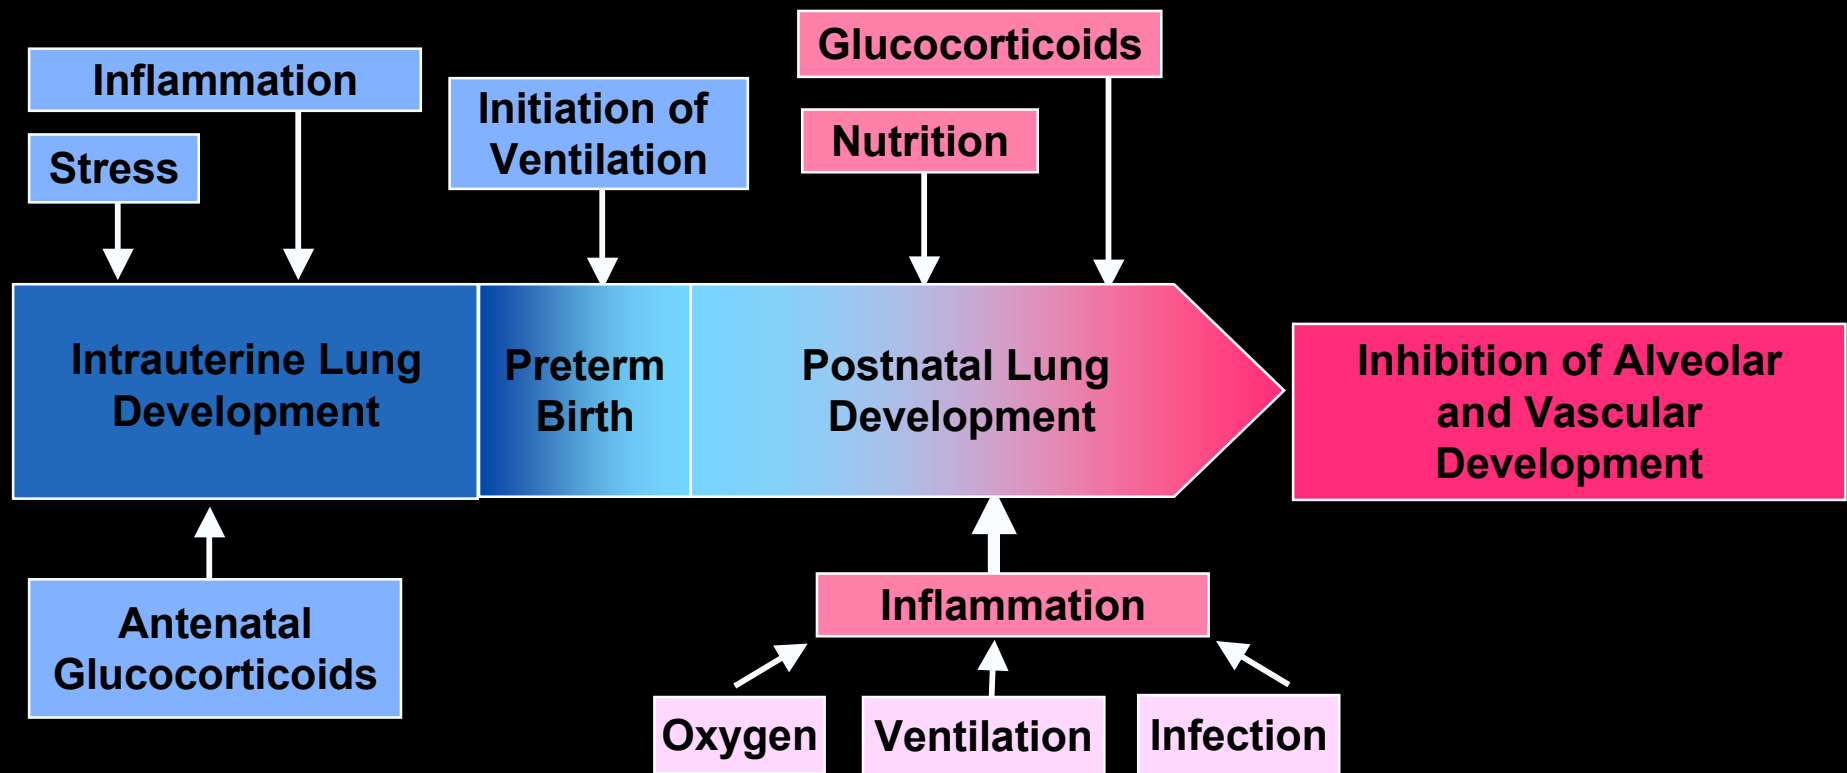 Glucocorticoids
Inflammation
Initiation of
Ventilation
Nutrition
Stress
Intrauterine Lung
Development
Preterm
Birth
Postnatal Lung
Development
Inhibition of Alveolar
and Vascular
Development
Antenatal
Glucocorticoids
Inflammation
Oxygen
Ventilation
Infection